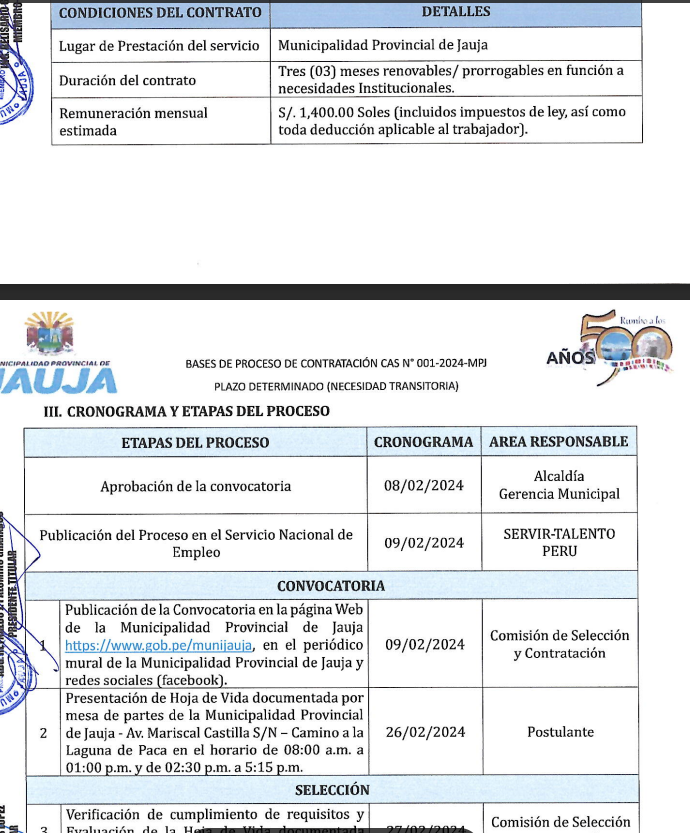 CONDICIONES DEL CONTRATO DETALLES
Lugar de Prestación del servicio Municipalidad Provincial de Jauja
Duración del contrato Tres (03) meses renovables/ prorrogables en función a
necesidades Institucionales.
Remuneración mensual
estimada
S/. 1,400.00 Soles (incluidos impuestos de ley, así como
toda deducción aplicable al trabajador).
Rumbo a los
500
AÑOS
NICIPALIDAD PROVINCIAL DE
JAUJA
BASES DE PROCESO DE CONTRATACIÓN CAS N° 001-2024-MPJ
PLAZO DETERMINADO (NECESIDAD TRANSITORIA)
III. CRONOGRAMA Y ETAPAS DEL PROCESO
ETAPAS DEL PROCESO CRONOGRAMA AREA RESPONSABLE
Aprobación de la convocatoria 08/02/2024 Alcaldía
Gerencia Municipal
Publicación del Proceso en el Servicio Nacional de
Empleo
09/02/2024
SERVIR-TALENTO
PERU
CONVOCATORIA
1
Publicación de la Convocatoria en la página Web
de la Municipalidad Provincial de Jauja
https://www.gob.pe/munijauja, en el periódico
mural de la Municipalidad Provincial de Jauja y
redes sociales (facebook).
09/02/2024
Comisión de Selección
y Contratación
2
Presentación de Hoja de Vida documentada por
mesa de partes de la Municipalidad Provincial
de Jauja - Av. Mariscal Castilla S/N – Camino a la
Laguna de Paca en el horario de 08:00 a.m. a
01:00 p.m. y de 02:30 p.m. a 5:15 p.m.
26/02/2024
Postulante
SELECCIÓN
3
Verificación de cumplimiento de requisitos y
Evaluación de la Hoja de Vida documentada
27/02/2024
Comisión de Selección
PRESIDENTE TITULAR